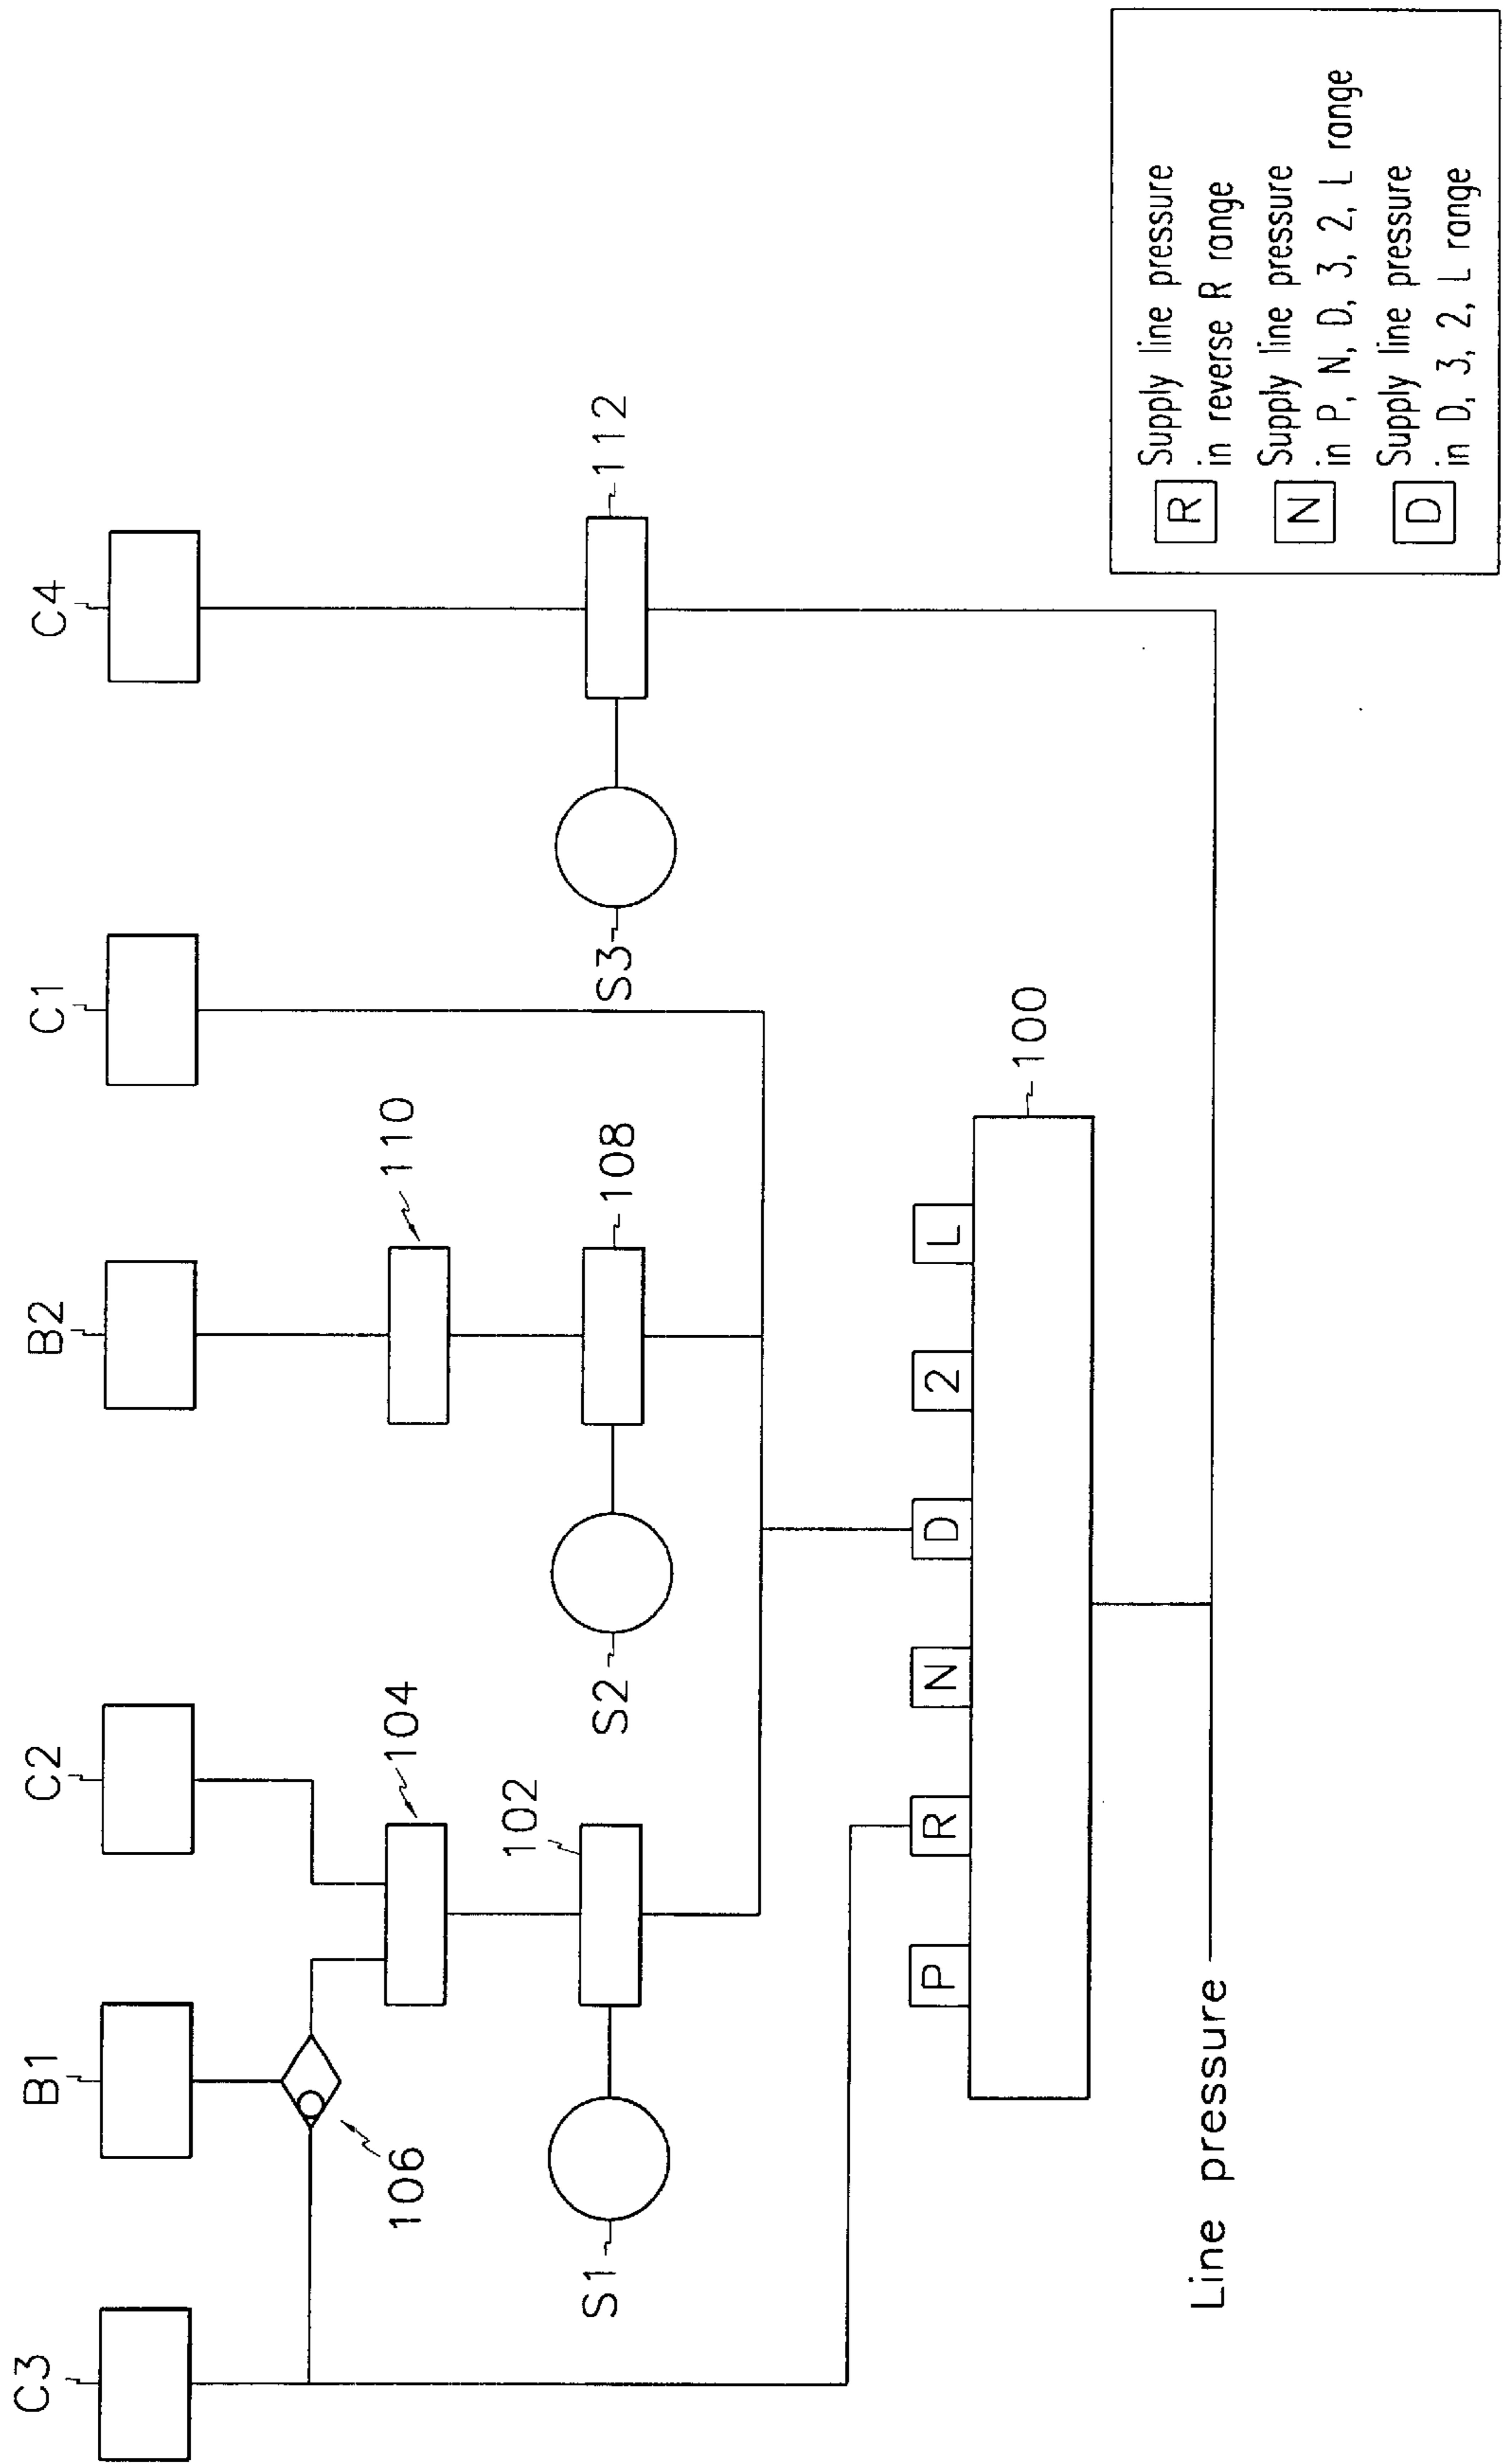 C3
B1
C2
B2
C1
C4
106
104
110
S1
102
S2
108
S3
112
P
R
N
D
2
L
100
Line pressure
R Supply line pressure
in reverse R range
N Supply line pressure
in P, N, D, 3, 2, L range
D Supply line pressure
in D, 3, 2, L range